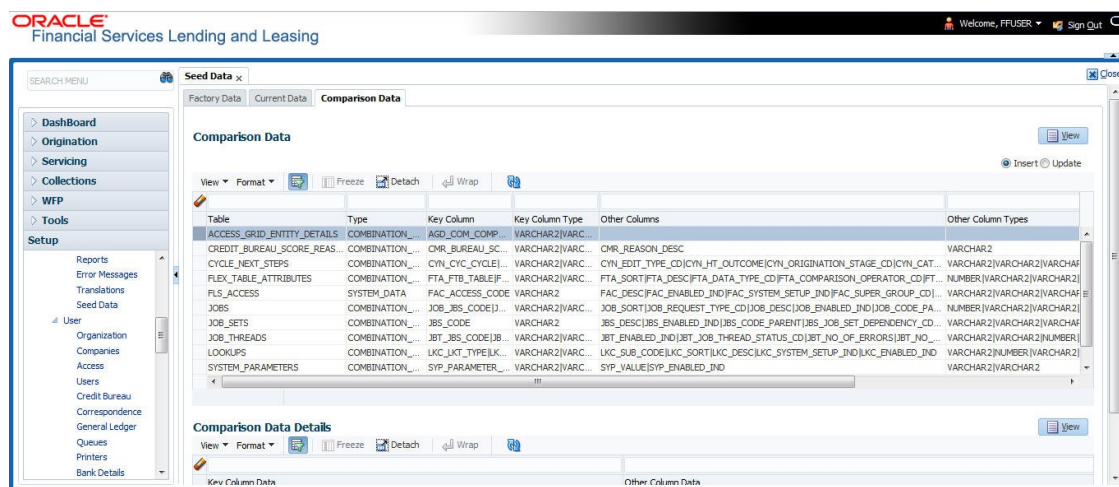 ORACLE
Financial Services Lending and Leasing
Welcome, FFUSER
Sign Out
SEARCH MENU
Seed Data x
Close
Factory Data Current Data Comparison Data
DashBoard
Origination
Servicing
Collections
WFP
Tools
Setup
Reports
Error Messages
Translations
Seed Data
User
Organization
Companies
Access
Users
Credit Bureau
Correspondence
General Ledger
Queues
Printers
Bank Details
Comparison Data
View
Insert Update
View Format Freeze Detach Wrap
Table Type Key Column Key Column Type Other Columns Other Column Types
ACCESS_GRID_ENTITY_DETAILS COMBINATION_... AGD_COM_COMP... VARCHAR2|VARC...
CREDIT_BUREAU_SCORE_REAS... COMBINATION_... CMR_BUREAU_SC... VARCHAR2|VARC... CMR_REASON_DESC VARCHAR2
CYCLE_NEXT_STEPS COMBINATION_... CYN_CYC_CYCLE|... VARCHAR2|VARC... CYN_EDIT_TYPE_CD|CYN_HT_OUTCOME|CYN_ORIGINATION_STAGE_CD|CYN_CAT... VARCHAR2|VARCHAR2|VARCHAR
FLEX_TABLE_ATTRIBUTES COMBINATION_... FTA_FTB_TABLE|F... VARCHAR2|VARC... FTA_SORT|FTA_DESC|FTA_DATA_TYPE_CD|FTA_COMPARISON_OPERATOR_CD|FT... NUMBER|VARCHAR2|VARCHAR2|
FLS_ACCESS SYSTEM_DATA FAC_ACCESS_CODE VARCHAR2 FAC_DESC|FAC_ENABLED_IND|FAC_SYSTEM_SETUP_IND|FAC_SUPER_GROUP_CD|... VARCHAR2|VARCHAR2|VARCHAR
JOBS COMBINATION_... JOB_JBS_CODE|J... VARCHAR2|VARC... JOB_SORT|JOB_REQUEST_TYPE_CD|JOB_DESC|JOB_ENABLED_IND|JOB_CODE_PA... NUMBER|VARCHAR2|VARCHAR2|
JOB_SETS COMBINATION_... JBS_CODE VARCHAR2 JBS_DESC|JBS_ENABLED_IND|JBS_CODE_PARENT|JBS_JOB_SET_DEPENDENCY_CD... VARCHAR2|VARCHAR2|VARCHAR
JOB_THREADS COMBINATION_... JBT_JBS_CODE|JB... VARCHAR2|VARC... JBT_ENABLED_IND|JBT_JOB_THREAD_STATUS_CD|JBT_NO_OF_ERRORS|JBT_NO_... VARCHAR2|VARCHAR2|NUMBER|
LOOKUPS COMBINATION_... LKC_LKT_TYPE|LK... VARCHAR2|VARC... LKC_SUB_CODE|LKC_SORT|LKC_DESC|LKC_SYSTEM_SETUP_IND|LKC_ENABLED_IND VARCHAR2|NUMBER|VARCHAR2|
SYSTEM_PARAMETERS COMBINATION_... SYP_PARAMETER_... VARCHAR2|VARC... SYP_VALUE|SYP_ENABLED_IND VARCHAR2|VARCHAR2
Comparison Data Details
View
View Format Freeze Detach Wrap
Key Column Data Other Column Data